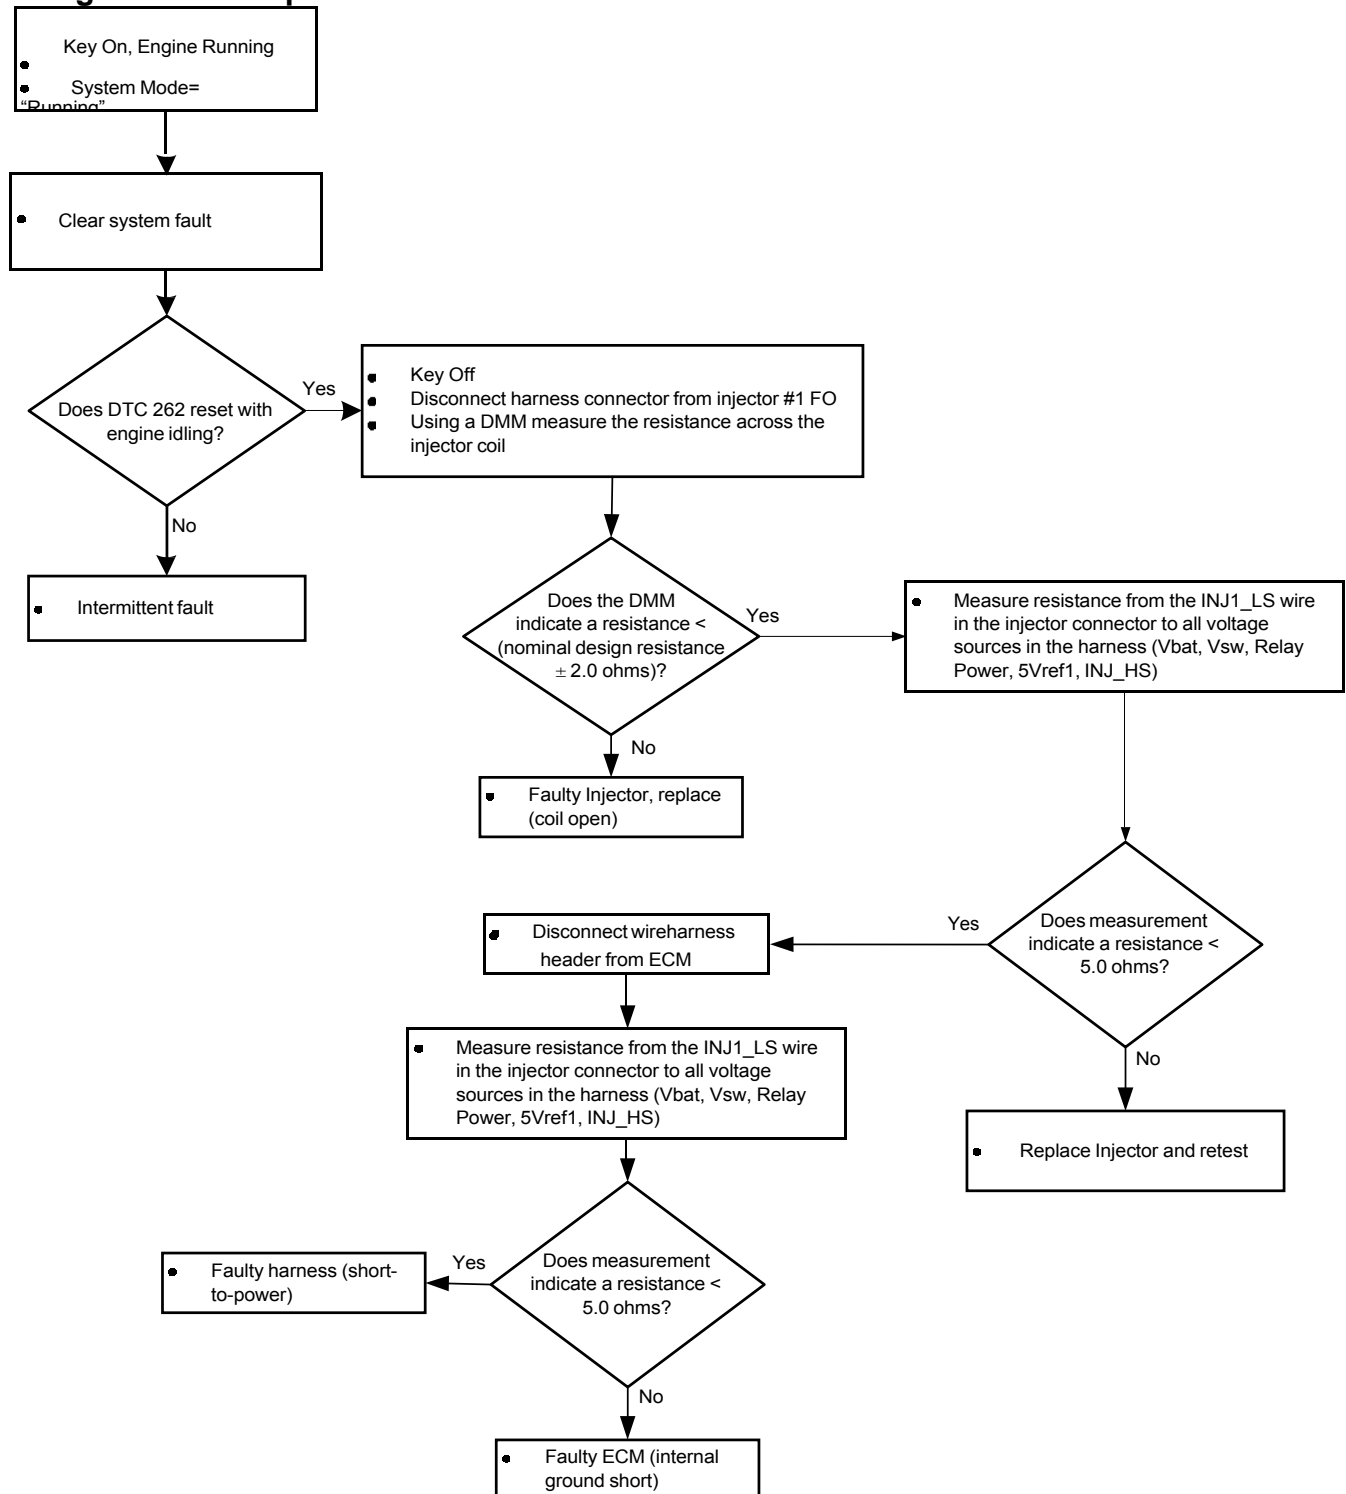 Key On, Engine Running
System Mode=
“Running”
Clear system fault
Does DTC 262 reset with
engine idling?
Yes
No
Intermittent fault
Key Off
Disconnect harness connector from injector #1 FO
Using a DMM measure the resistance across the
injector coil
Does the DMM
indicate a resistance <
(nominal design resistance
± 2.0 ohms)?
Yes
No
Faulty Injector, replace
(coil open)
Measure resistance from the INJ1_LS wire
in the injector connector to all voltage
sources in the harness (Vbat, Vsw, Relay
Power, 5Vref1, INJ_HS)
Does measurement
indicate a resistance <
5.0 ohms?
Yes
No
Replace Injector and retest
Disconnect wireharness
header from ECM
Measure resistance from the INJ1_LS wire
in the injector connector to all voltage
sources in the harness (Vbat, Vsw, Relay
Power, 5Vref1, INJ_HS)
Does measurement
indicate a resistance <
5.0 ohms?
Yes
Faulty harness (short-
to-power)
No
Faulty ECM (internal
ground short)